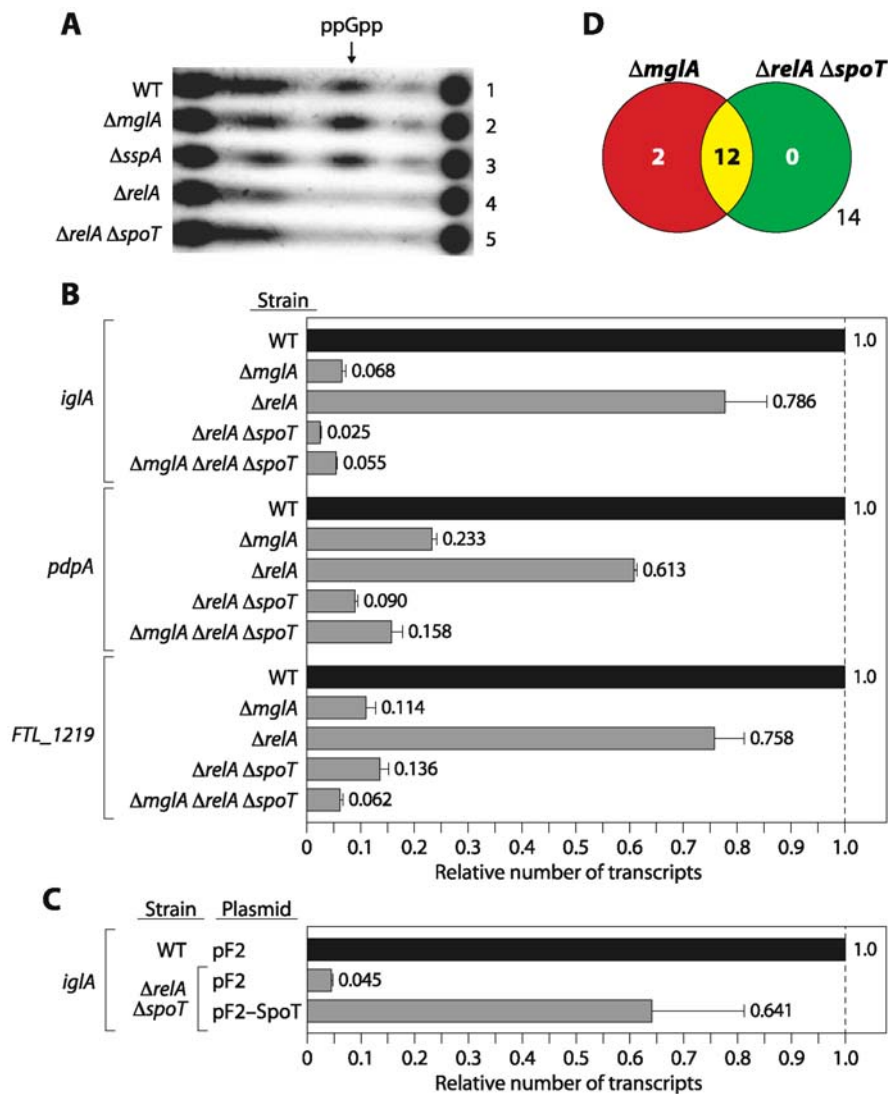 A
ppGpp
WT 1
ΔmglA 2
ΔsspA 3
ΔrelA 4
ΔrelA ΔspoT 5
D
ΔmglA ΔrelA ΔspoT
2 12 0
14
B
Strain
iglA
WT 1.0
ΔmglA 0.068
ΔrelA 0.786
ΔrelA ΔspoT 0.025
ΔmglA ΔrelA ΔspoT 0.055
pdpA
WT 1.0
ΔmglA 0.233
ΔrelA 0.613
ΔrelA ΔspoT 0.090
ΔmglA ΔrelA ΔspoT 0.158
FTL_1219
WT 1.0
ΔmglA 0.114
ΔrelA 0.758
ΔrelA ΔspoT 0.136
ΔmglA ΔrelA ΔspoT 0.062
0 0.1 0.2 0.3 0.4 0.5 0.6 0.7 0.8 0.9 1.0
Relative number of transcripts
C
Strain Plasmid
iglA
WT pF2 1.0
ΔrelA
ΔspoT
pF2 0.045
pF2–SpoT 0.641
0 0.1 0.2 0.3 0.4 0.5 0.6 0.7 0.8 0.9 1.0
Relative number of transcripts